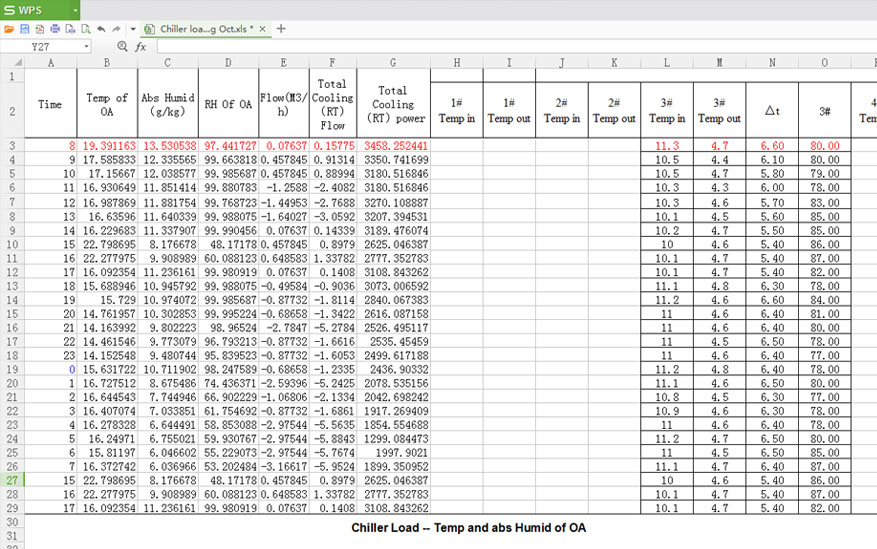 WPS
Chiller loa...g Oct.xls *
Y27 fx
A B C D E F G H I J K L M N O
1
2 Time Temp of OA Abs Humid (g/kg) RH Of OA Flow(M3/h) Total Cooling (RT) Flow Total Cooling (RT) power 1# Temp in 1# Temp out 2# Temp in 2# Temp out 3# Temp in 3# Temp out Δt 3# 4 Tem
3 8 19.391163 13.530538 97.441727 0.07637 0.15775 3458.252441 11.3 4.7 6.60 80.00
4 9 17.585833 12.335565 99.663818 0.457845 0.91314 3350.741699 10.5 4.4 6.10 80.00
5 10 17.15667 12.038577 99.985687 0.457845 0.88994 3180.516846 10.5 4.7 5.80 79.00
6 11 16.930649 11.851414 99.880783 -1.2588 -2.4082 3180.516846 10.3 4.3 6.00 78.00
7 12 16.987869 11.881754 99.768723 -1.44953 -2.7688 3270.108887 10.3 4.6 5.70 83.00
8 13 16.63596 11.640339 99.988075 -1.64027 -3.0592 3207.394531 10.1 4.5 5.60 85.00
9 14 16.229683 11.337907 99.990456 0.07637 0.14339 3189.476074 10.2 4.7 5.50 85.00
10 15 22.798695 8.176678 48.17178 0.457845 0.8979 2625.046387 10 4.6 5.40 86.00
11 16 22.277975 9.908989 60.088123 0.648583 1.33782 2777.352783 10.1 4.7 5.40 87.00
12 17 16.092354 11.236161 99.980919 0.07637 0.1408 3108.843262 10.1 4.7 5.40 82.00
13 18 15.688946 10.945792 99.988075 -0.49584 -0.9036 3073.006592 11.1 4.8 6.30 78.00
14 19 15.729 10.974072 99.985687 -0.87732 -1.8114 2840.067383 11.2 4.6 6.60 84.00
15 20 14.761957 10.302853 99.995224 -0.68658 -1.3422 2616.087158 11 4.6 6.40 81.00
16 21 14.163992 9.802223 98.96524 -2.7847 -5.2784 2526.495117 11 4.6 6.40 80.00
17 22 14.461546 9.773079 96.793213 -0.87732 -1.6616 2535.45459 11 4.5 6.50 78.00
18 23 14.152548 9.480744 95.839523 -0.87732 -1.6053 2499.617188 11 4.6 6.40 77.00
19 0 15.631722 10.711902 98.247589 -0.68658 -1.2335 2436.90332 11.2 4.8 6.40 78.00
20 1 16.727512 8.675486 74.436371 -2.59396 -5.2425 2078.535156 11.1 4.6 6.50 80.00
21 2 16.644543 7.744946 66.902229 -1.06806 -2.1334 2042.698242 10.8 4.5 6.30 77.00
22 3 16.407074 7.033851 61.754692 -0.87732 -1.6861 1917.269409 10.9 4.6 6.30 78.00
23 4 16.278328 6.644491 58.853088 -2.97544 -5.5635 1854.554688 11 4.6 6.40 78.00
24 5 16.24971 6.755021 59.930767 -2.97544 -5.8843 1299.084473 11.2 4.7 6.50 80.00
25 6 15.81197 6.046602 55.229073 -2.97544 -5.7674 1997.9021 11 4.5 6.50 85.00
26 7 16.372742 6.036966 53.202484 -3.16617 -5.9524 1899.350952 11.1 4.7 6.40 87.00
27 15 22.798695 8.176678 48.17178 0.457845 0.8979 2625.046387 10 4.6 5.40 86.00
28 16 22.277975 9.908989 60.088123 0.648583 1.33782 2777.352783 10.1 4.7 5.40 87.00
29 17 16.092354 11.236161 99.980919 0.07637 0.1408 3108.843262 10.1 4.7 5.40 82.00
30
Chiller Load -- Temp and abs Humid of OA
31